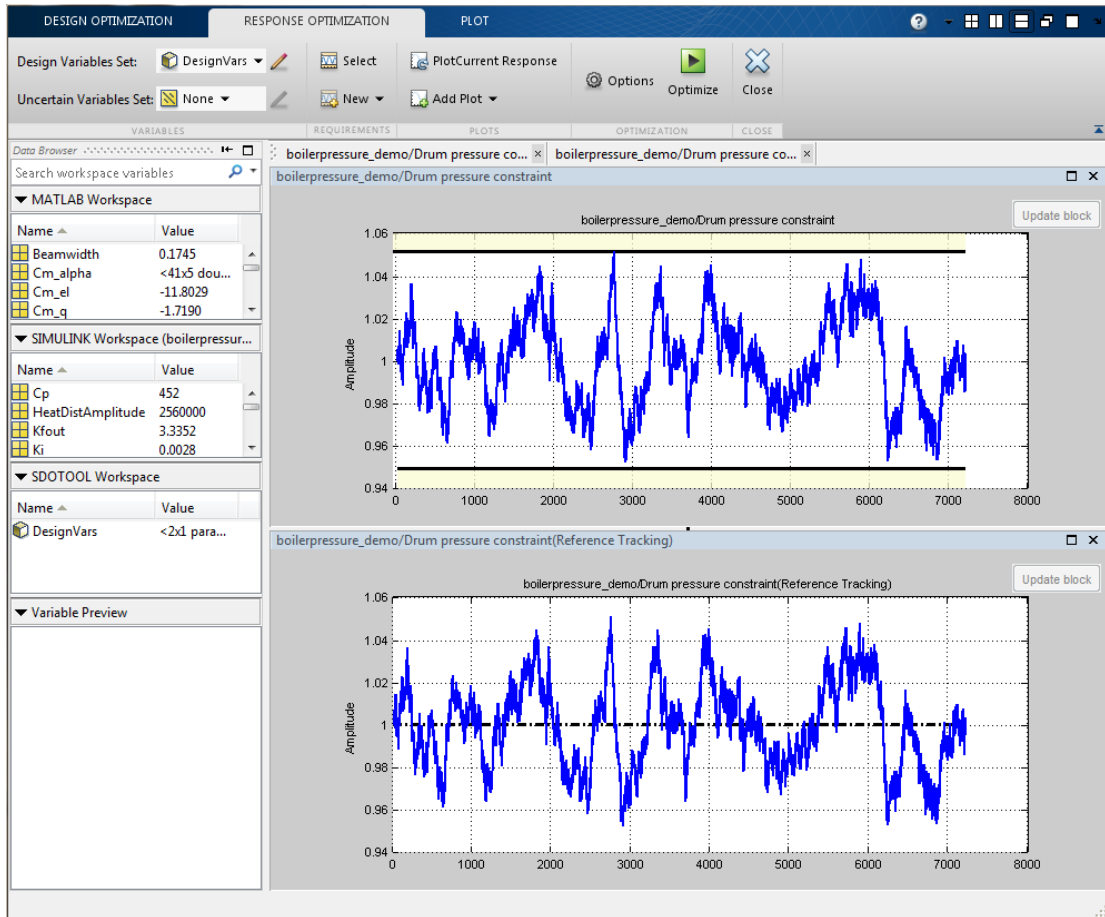 DESIGN OPTIMIZATION RESPONSE OPTIMIZATION PLOT
Design Variables Set: DesignVars Select PlotCurrent Response
Options Optimize Close
Uncertain Variables Set: None New Add Plot
VARIABLES REQUIREMENTS PLOTS OPTIMIZATION CLOSE
Data Browser
boilerpressure_demo/Drum pressure co... × boilerpressure_demo/Drum pressure co... ×
Search workspace variables
MATLAB Workspace
Name Value
Beamwidth 0.1745
Cm_alpha <41x5 dou...
Cm_el -11.8029
Cm_q -1.7190
SIMULINK Workspace (boilerpressur...
Name Value
Cp 452
HeatDistAmplitude 2560000
Kfout 3.3352
Ki 0.0028
SDOTOOL Workspace
Name Value
DesignVars <2x1 para...
Variable Preview
boilerpressure_demo/Drum pressure constraint
Update block
boilerpressure_demo/Drum pressure constraint
1.06
1.04
1.02
1
0.98
0.96
0.94
Amplitude
0 1000 2000 3000 4000 5000 6000 7000 8000
boilerpressure_demo/Drum pressure constraint(Reference Tracking)
Update block
boilerpressure_demo/Drum pressure constraint(Reference Tracking)
1.06
1.04
1.02
1
0.98
0.96
0.94
Amplitude
0 1000 2000 3000 4000 5000 6000 7000 8000